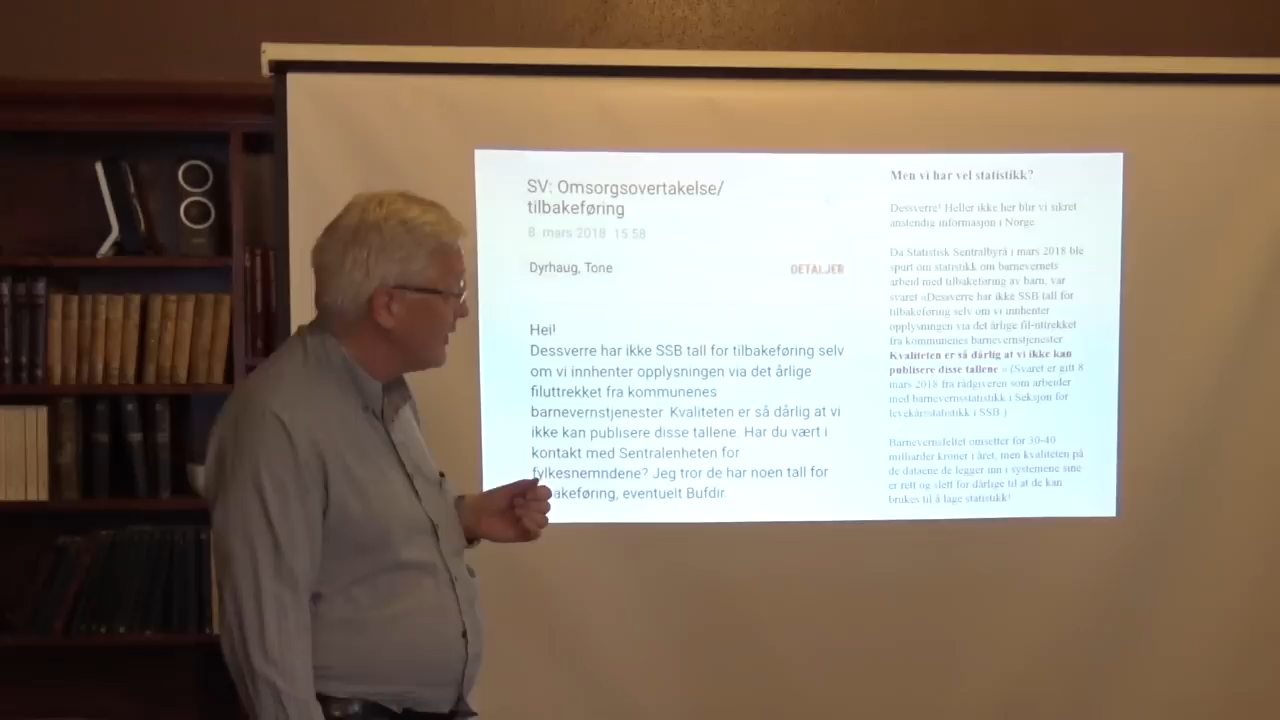 SV: Omsorgsovertakelse/
tilbakeføring
8. mars 2018 15:58
Dyrhaug, Tone
DETALJER
Hei!
Dessverre har ikke SSB tall for tilbakeføring selv
om vi innhenter opplysningen via det årlige
filuttrekket fra kommunenes
barnevernstjenester. Kvaliteten er så dårlig at vi
ikke kan publisere disse tallene. Har du vært i
kontakt med Sentralenheten for
fylkesnemndene? Jeg tror de har noen tall for
bakeføring, eventuelt Bufdir.
Men vi har vel statistikk?
Dessverre! Heller ikke her blir vi sikret
anstendig informasjon i Norge
Da Statistisk Sentralbyrå i mars 2018 ble
spurt om statistikk om barnevernets
arbeid med tilbakeføring av barn, var
svaret «Dessverre har ikke SSB tall for
tilbakeføring selv om vi innhenter
opplysningen via det årlige fil-uttrekket
fra kommunenes barnevernstjenester
Kvaliteten er så dårlig at vi ikke kan
publisere disse tallene » (Svaret er gitt 8
mars 2018 fra rådgiveren som arbeider
med barnevernsstatistikk i Seksjon for
levekårsstatistikk i SSB.)
Barnevernsfeltet omsetter for 30-40
milliarder kroner i året, men kvaliteten på
de dataene de legger inn i systemene sine
er rett og slett for dårlige til at de kan
brukes til å lage statistikk!